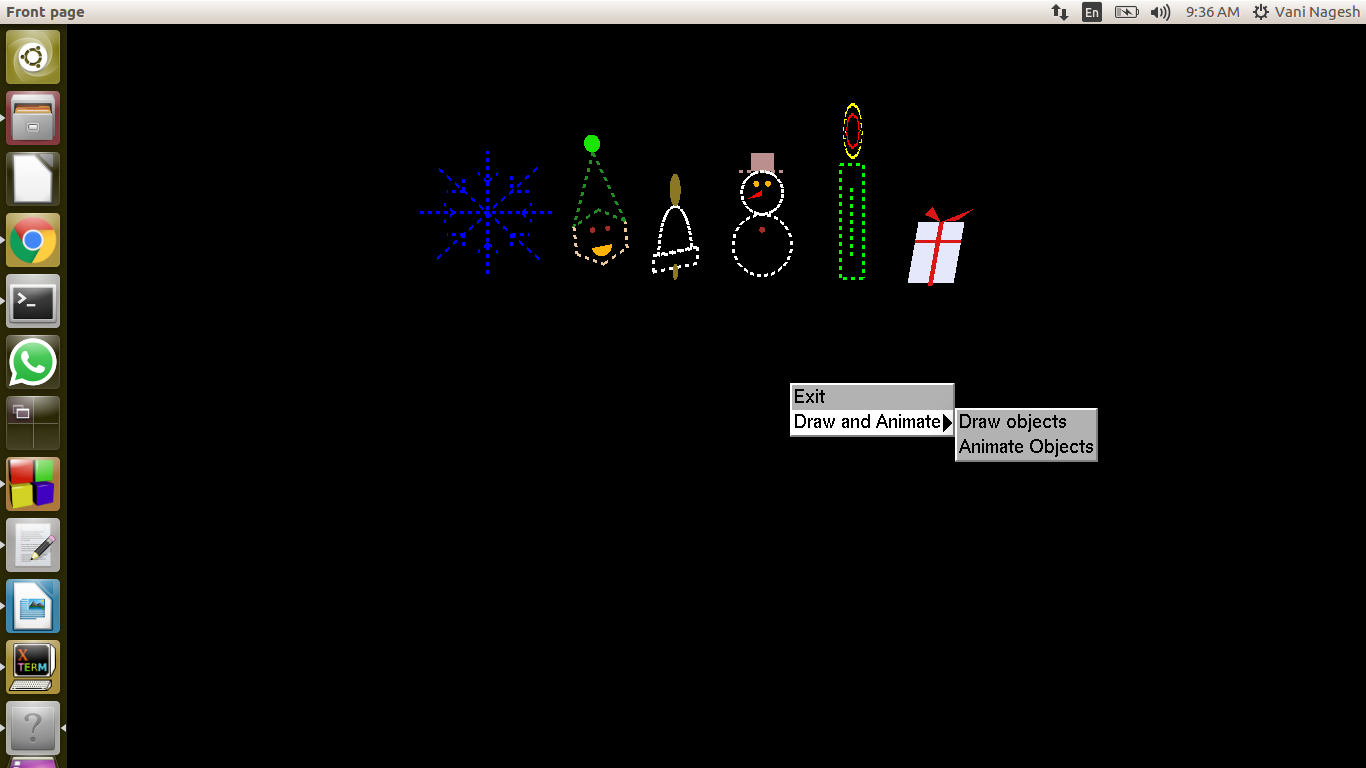 Front page
En
9:36 AM
Vani Nagesh
Exit
Draw and Animate
Draw objects
Animate Objects
>_
X
TERM
?